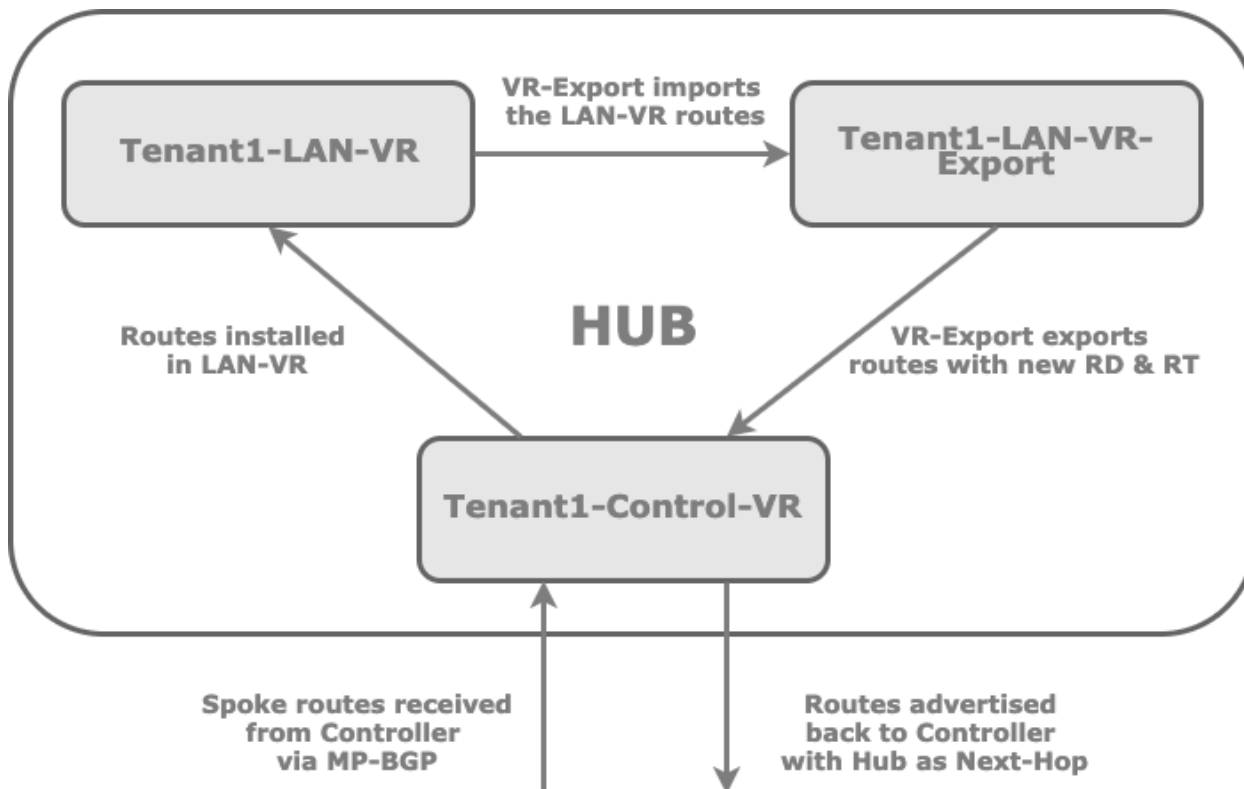 VR-Export imports
the LAN-VR routes
Tenant1-LAN-VR
Tenant1-LAN-VR-
Export
HUB
Routes installed
in LAN-VR
VR-Export exports
routes with new RD & RT
Tenant1-Control-VR
Spoke routes received
from Controller
via MP-BGP
Routes advertised
back to Controller
with Hub as Next-Hop